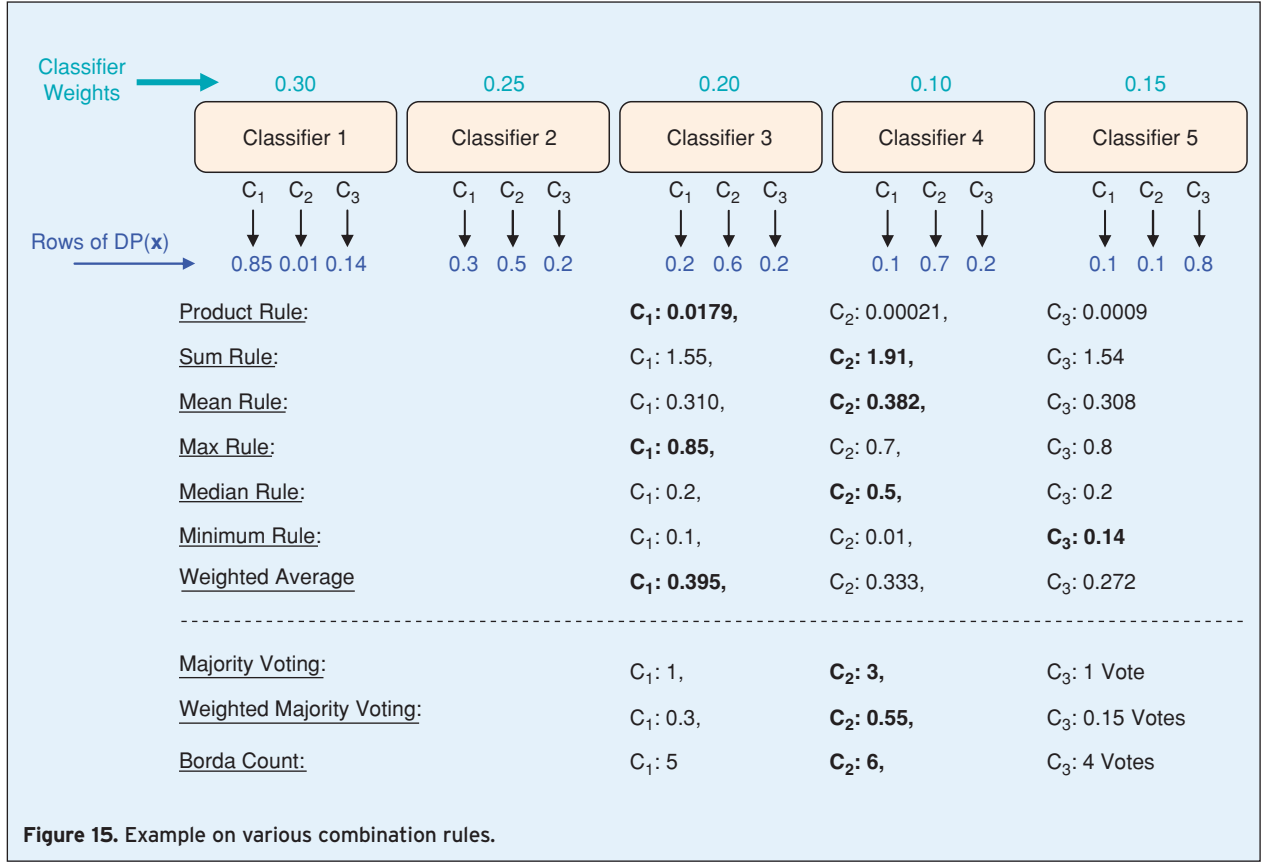 Classifier
Weights
0.30 0.25 0.20 0.10 0.15
Classifier 1 Classifier 2 Classifier 3 Classifier 4 Classifier 5
C₁ C₂ C₃ C₁ C₂ C₃ C₁ C₂ C₃ C₁ C₂ C₃ C₁ C₂ C₃
Rows of DP(x)
0.85 0.01 0.14 0.3 0.5 0.2 0.2 0.6 0.2 0.1 0.7 0.2 0.1 0.1 0.8
Product Rule: C₁: 0.0179, C₂: 0.00021, C₃: 0.0009
Sum Rule: C₁: 1.55, C₂: 1.91, C₃: 1.54
Mean Rule: C₁: 0.310, C₂: 0.382, C₃: 0.308
Max Rule: C₁: 0.85, C₂: 0.7, C₃: 0.8
Median Rule: C₁: 0.2, C₂: 0.5, C₃: 0.2
Minimum Rule: C₁: 0.1, C₂: 0.01, C₃: 0.14
Weighted Average C₁: 0.395, C₂: 0.333, C₃: 0.272
Majority Voting: C₁: 1, C₂: 3, C₃: 1 Vote
Weighted Majority Voting: C₁: 0.3, C₂: 0.55, C₃: 0.15 Votes
Borda Count: C₁: 5 C₂: 6, C₃: 4 Votes
Figure 15. Example on various combination rules.